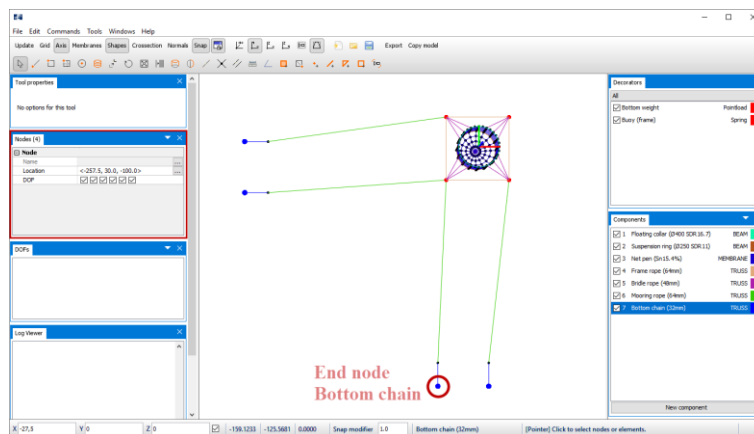 File Edit Commands Tools Windows Help
Update Grid Axis Membranes Shapes Crossection Normals Snap Export Copy model
Tool properties
No options for this tool
Nodes (4)
Node
Name
Location <-257.5, 30.0, -100.0>
DOF
DOFs
Log Viewer
End node
Bottom chain
Decorators
All
Bottom weight Pointload
Buoy (frame) Spring
Components
1 Floating collar (Ø400 SDR16.7) BEAM
2 Suspension ring (Ø250 SDR11) BEAM
3 Net pen (Sn15.4%) MEMBRANE
4 Frame rope (64mm) TRUSS
5 Bridle rope (48mm) TRUSS
6 Mooring rope (64mm) TRUSS
7 Bottom chain (32mm) TRUSS
New component
X -27,5 Y 0 Z 0 -159.1233 -125.5681 0.0000 Snap modifier 1.0 Bottom chain (32mm) [Pointer] Click to select nodes or elements.